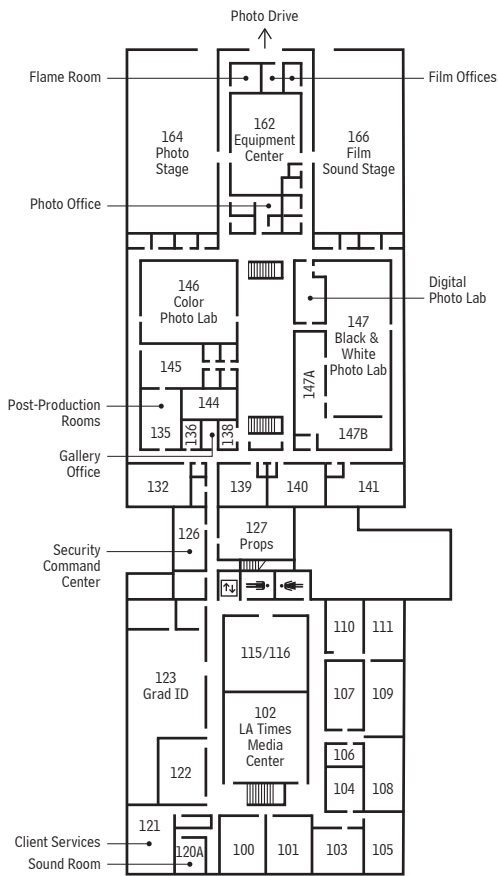 Photo Drive
Flame Room
Film Offices
162
Equipment
Center
164
Photo
Stage
166
Film
Sound Stage
Photo Office
146
Color
Photo Lab
Digital
Photo Lab
147
Black &
White
Photo Lab
145
147A
144
Post-Production
Rooms
135
136
138
147B
Gallery
Office
132
139
140
141
126
127
Props
Security
Command
Center
110
111
115/116
123
Grad ID
107
109
102
LA Times
Media
Center
106
122
104
108
121
Client Services
120A
100
101
103
105
Sound Room